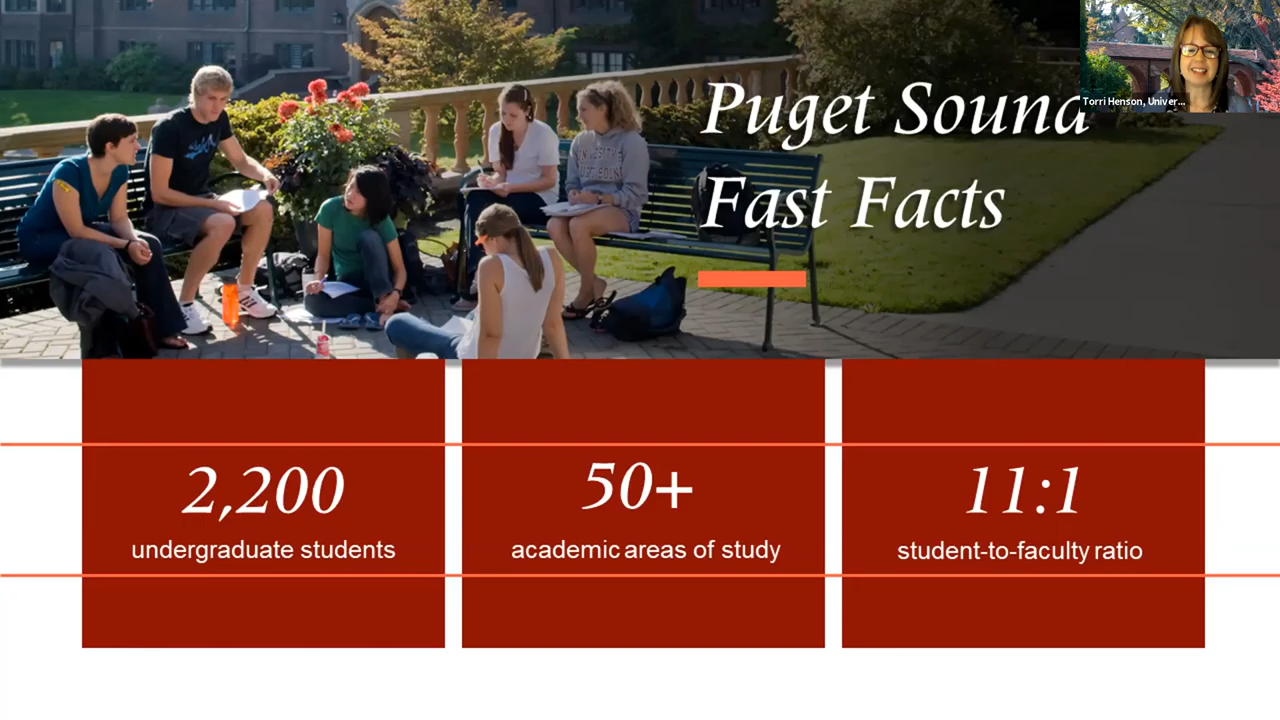 Puget Sound
Fast Facts
Torri Henson, Univer...
2,200
undergraduate students
50+
academic areas of study
11:1
student-to-faculty ratio